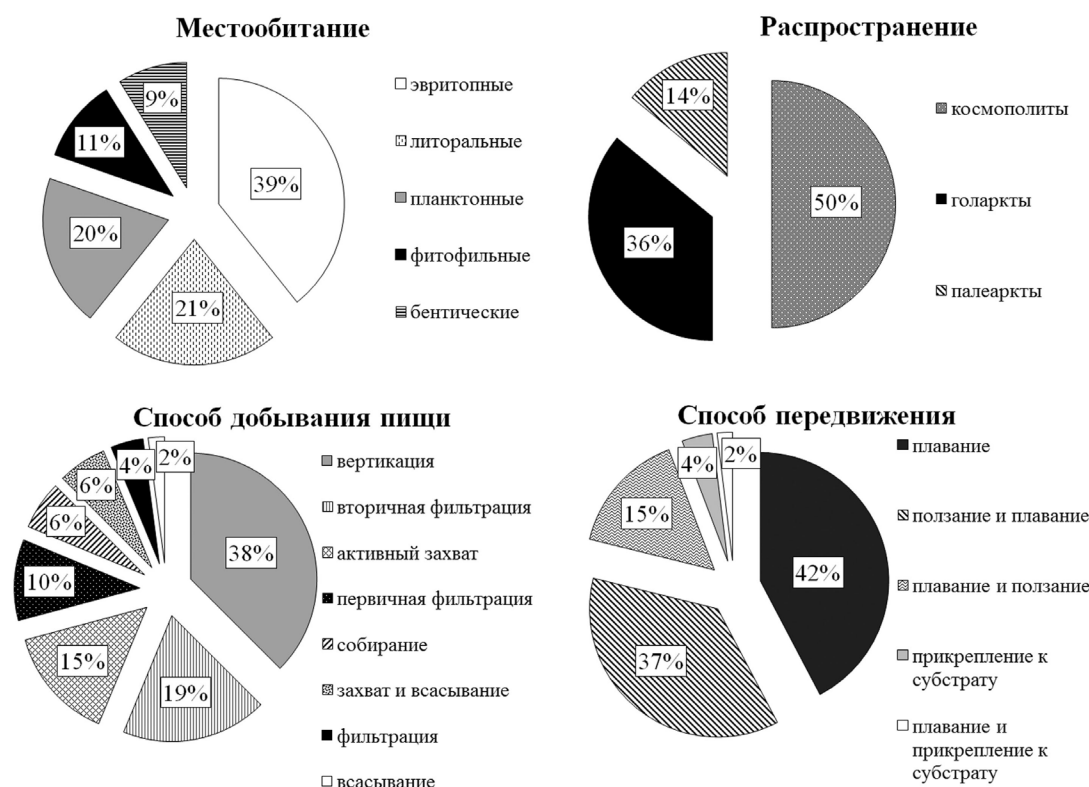 Местообитание
9%
11%
39%
20%
21%
эвритопные
литоральные
планктонные
фитофильные
бентические
Распространение
14%
50%
36%
космополиты
голаркты
палеаркты
Способ добывания пищи
2%
4%
6%
6%
38%
10%
15%
19%
вертикация
вторичная фильтрация
активный захват
первичная фильтрация
собирание
захват и всасывание
фильтрация
всасывание
Способ передвижения
2%
4%
15%
42%
37%
плавание
ползание и плавание
плавание и ползание
прикрепление к
субстрату
плавание и
прикрепление к
субстрату